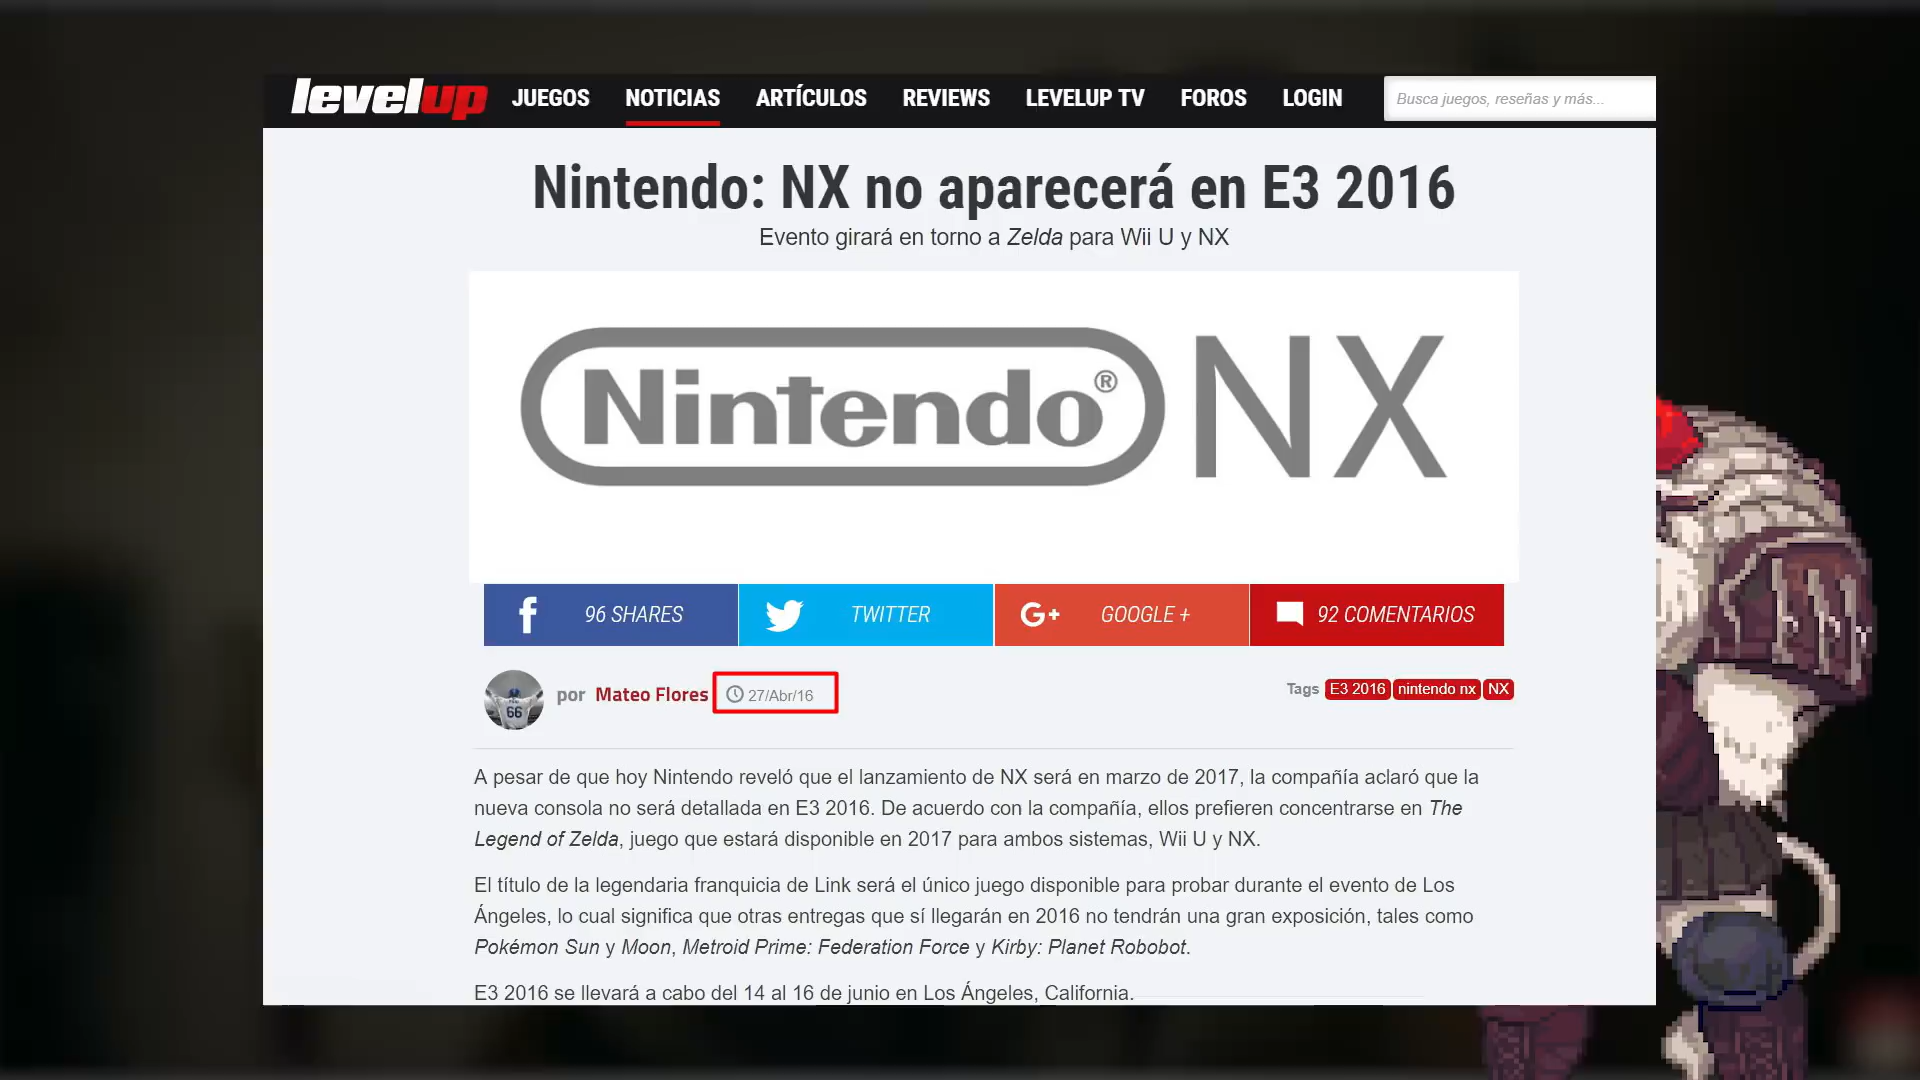 levelup JUEGOS NOTICIAS ARTÍCULOS REVIEWS LEVELUP TV FOROS LOGIN Busca juegos, reseñas y más...
Nintendo: NX no aparecerá en E3 2016
Evento girará en torno a Zelda para Wii U y NX
Nintendo® NX
96 SHARES TWITTER G+ GOOGLE + 92 COMENTARIOS
66
por Mateo Flores 27/Abr/16 Tags E3 2016 nintendo nx NX
A pesar de que hoy Nintendo reveló que el lanzamiento de NX será en marzo de 2017, la compañía aclaró que la
nueva consola no será detallada en E3 2016. De acuerdo con la compañía, ellos prefieren concentrarse en The
Legend of Zelda, juego que estará disponible en 2017 para ambos sistemas, Wii U y NX.
El título de la legendaria franquicia de Link será el único juego disponible para probar durante el evento de Los
Ángeles, lo cual significa que otras entregas que sí llegarán en 2016 no tendrán una gran exposición, tales como
Pokémon Sun y Moon, Metroid Prime: Federation Force y Kirby: Planet Robobot.
E3 2016 se llevará a cabo del 14 al 16 de junio en Los Ángeles, California.